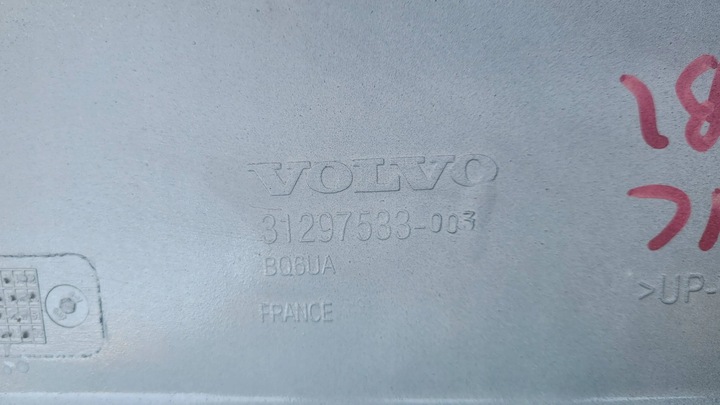 VOLVO
31297533-003
BQ6UA
FRANCE
>UP-